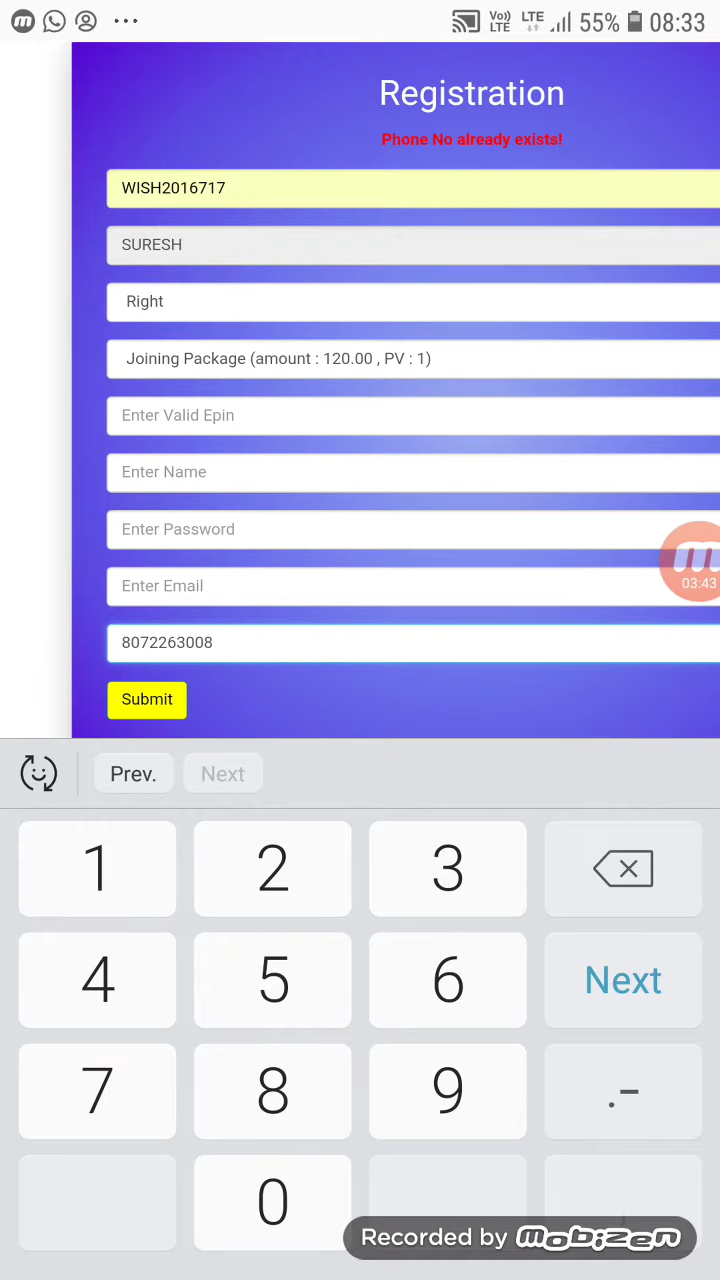 Vo)) LTE LTE 55% 08:33
Registration
Phone No already exists!
WISH2016717
SURESH
Right
Joining Package (amount : 120.00 , PV : 1)
Enter Valid Epin
Enter Name
Enter Password
Enter Email
03:43
8072263008
Submit
Prev. Next
1 2 3
4 5 6 Next
7 8 9 .-
0 ,
Recorded by mobizen